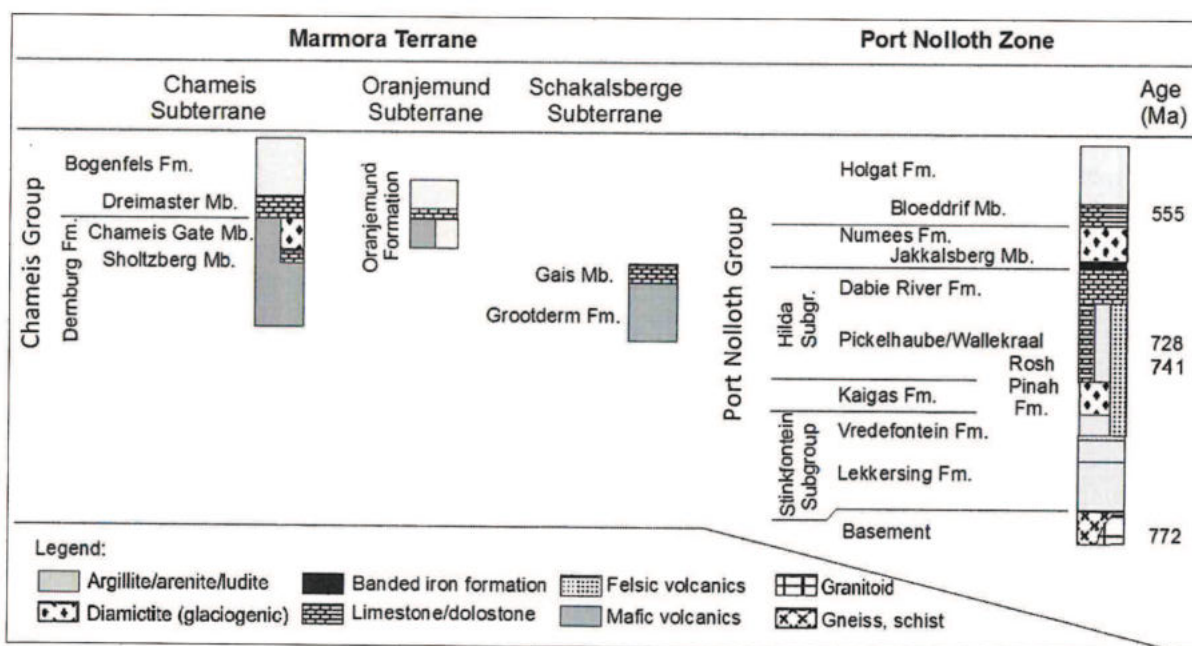 Marmora Terrane
Port Nolloth Zone
Chameis
Subterrane
Oranjemund
Subterrane
Schakalsberge
Subterrane
Age
(Ma)
Chameis Group
Bogenfels Fm.
Dreimaster Mb.
Dernburg Fm.
Chameis Gate Mb.
Sholtzberg Mb.
Oranjemund
Formation
Gais Mb.
Grootderm Fm.
Port Nolloth Group
Holgat Fm.
Bloeddrif Mb.
555
Numees Fm.
Jakkalsberg Mb.
Hilda
Subgr.
Dabie River Fm.
Pickelhaube/Wallekraal
728
Rosh
741
Pinah
Kaigas Fm.
Fm.
Stinkfontein
Subgroup
Vredefontein Fm.
Lekkersing Fm.
Basement
772
Legend:
Argillite/arenite/ludite
Banded iron formation
Felsic volcanics
Granitoid
Diamictite (glaciogenic)
Limestone/dolostone
Mafic volcanics
Gneiss, schist